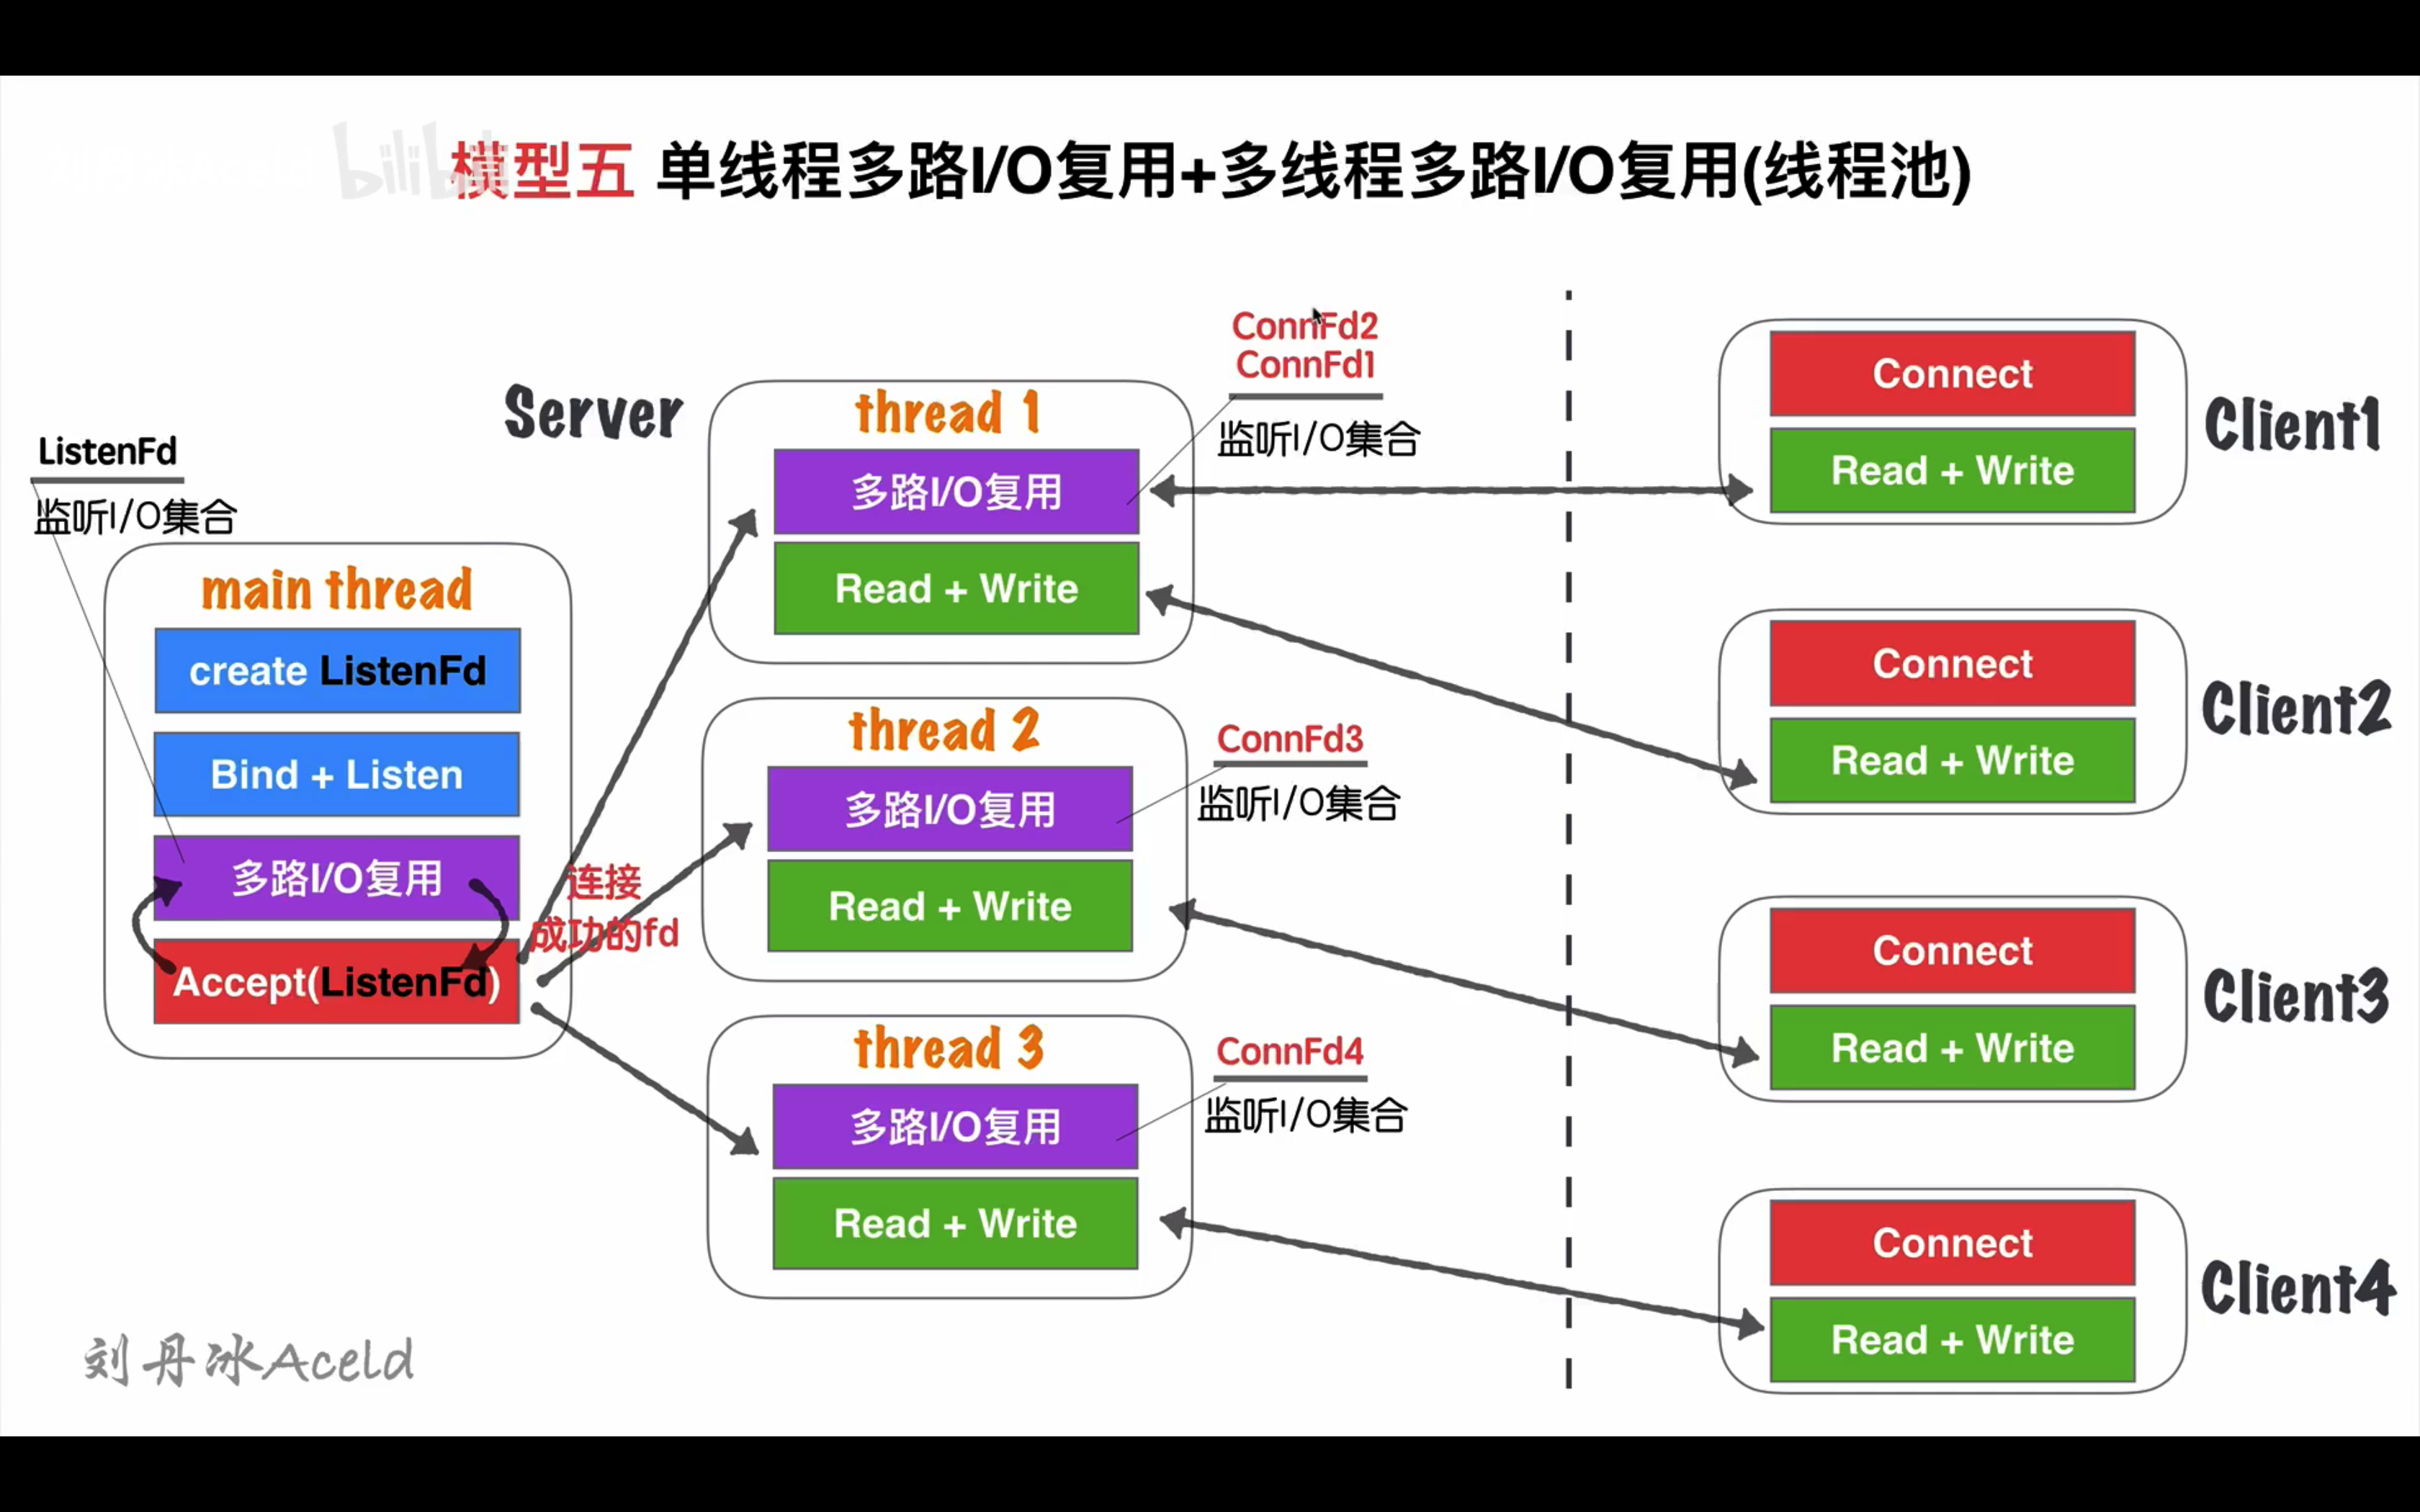 模型五 单线程多路I/O复用+多线程多路I/O复用(线程池)
Server
ListenFd
监听I/O集合
main thread
create ListenFd
Bind + Listen
多路I/O复用
Accept(ListenFd)
连接
成功的fd
thread 1
多路I/O复用
Read + Write
ConnFd2
ConnFd1
监听I/O集合
thread 2
多路I/O复用
Read + Write
ConnFd3
监听I/O集合
thread 3
多路I/O复用
Read + Write
ConnFd4
监听I/O集合
Connect
Read + Write
Client1
Connect
Read + Write
Client2
Connect
Read + Write
Client3
Connect
Read + Write
Client4
刘丹冰Aceld